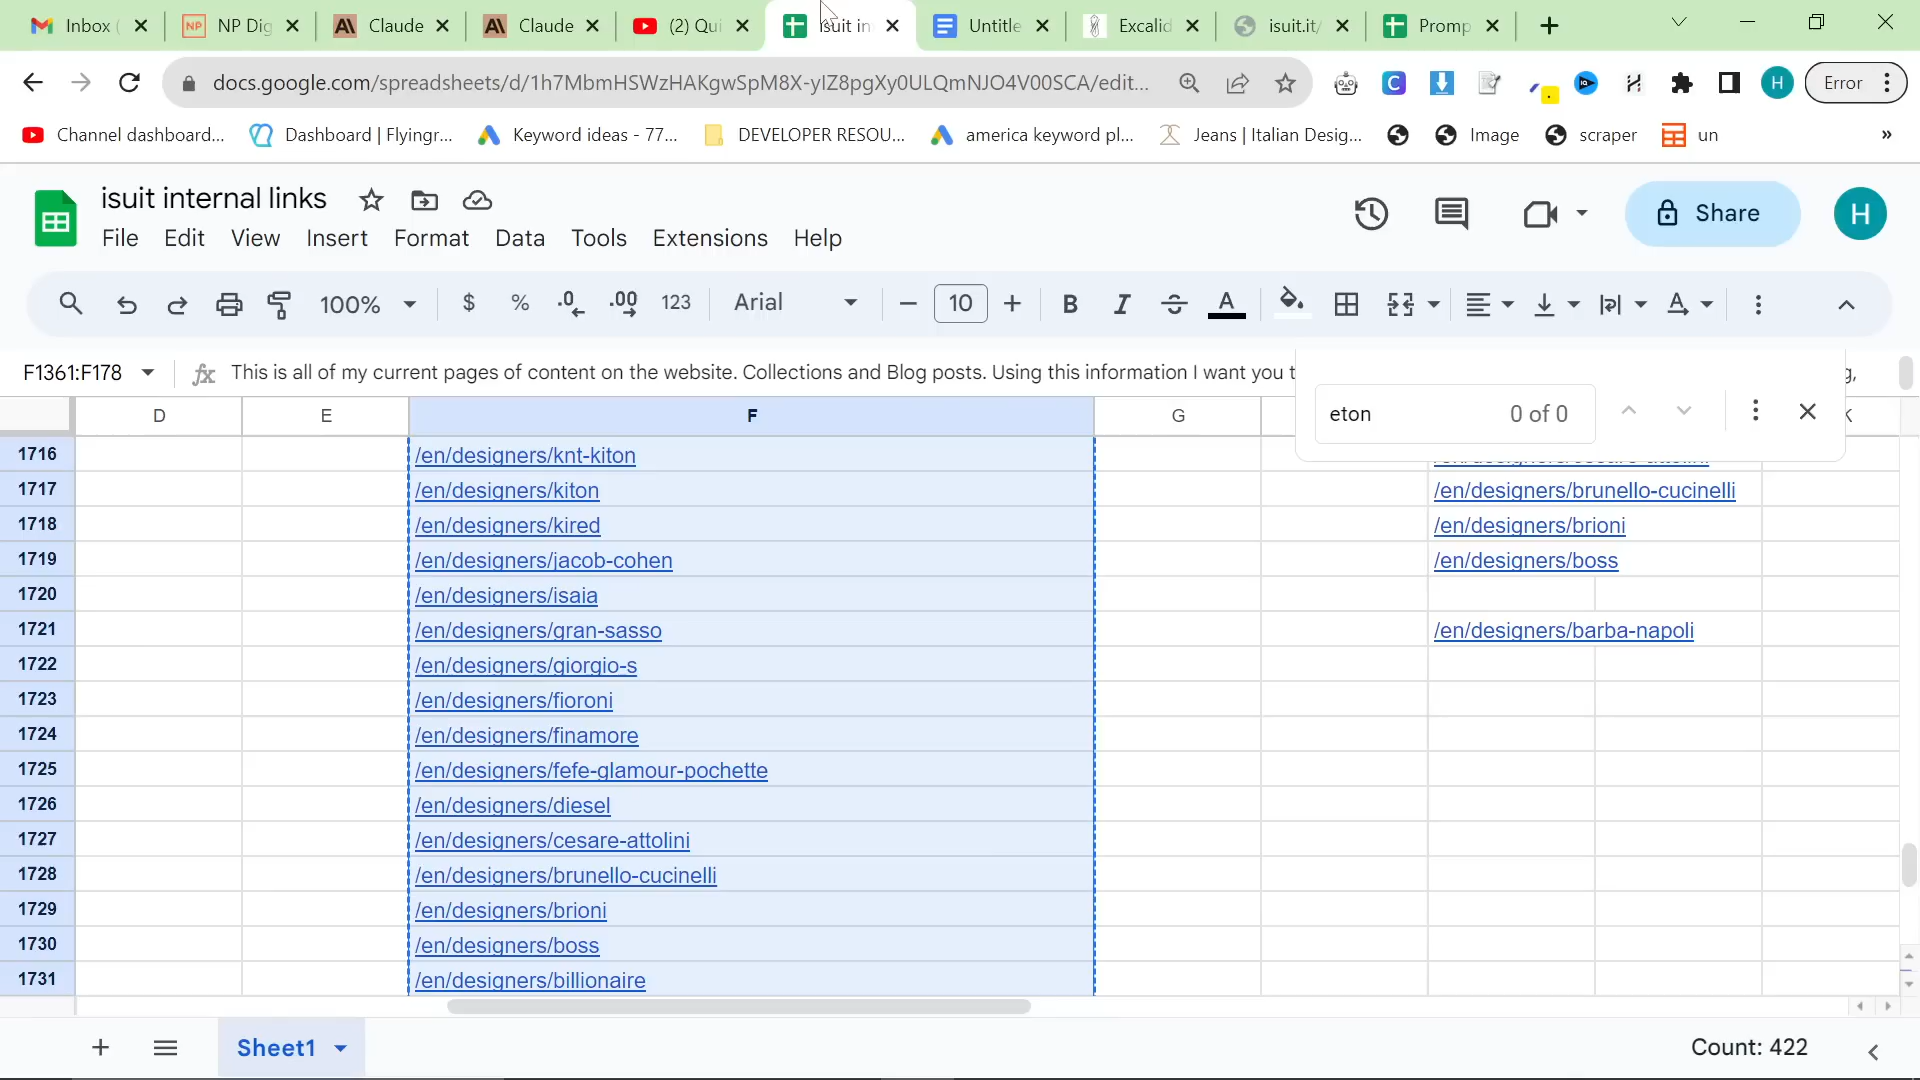 Inbox (
NP Dig
Claude
Claude
(2) Qui
isuit in
Untitle
Excalid
isuit.it/
Promp
docs.google.com/spreadsheets/d/1h7MbmHSWzHAKgwSpM8X-yIZ8pgXy0ULQmNJO4V00SCA/edit...
H
Error
Channel dashboard...
Dashboard | Flyingr...
Keyword ideas - 77...
DEVELOPER RESOU...
america keyword pl...
Jeans | Italian Desig...
Image
scraper
un
»
isuit internal links
File Edit View Insert Format Data Tools Extensions Help
Share
H
100%
$ % .0 .00 123
Arial
10
B I A
F1361:F178
fx This is all of my current pages of content on the website. Collections and Blog posts. Using this information I want you t
eton 0 of 0
D E F G K
1716 /en/designers/knt-kiton
1717 /en/designers/kiton /en/designers/brunello-cucinelli
1718 /en/designers/kired /en/designers/brioni
1719 /en/designers/jacob-cohen /en/designers/boss
1720 /en/designers/isaia
1721 /en/designers/gran-sasso /en/designers/barba-napoli
1722 /en/designers/giorgio-s
1723 /en/designers/fioroni
1724 /en/designers/finamore
1725 /en/designers/fefe-glamour-pochette
1726 /en/designers/diesel
1727 /en/designers/cesare-attolini
1728 /en/designers/brunello-cucinelli
1729 /en/designers/brioni
1730 /en/designers/boss
1731 /en/designers/billionaire
Sheet1
Count: 422